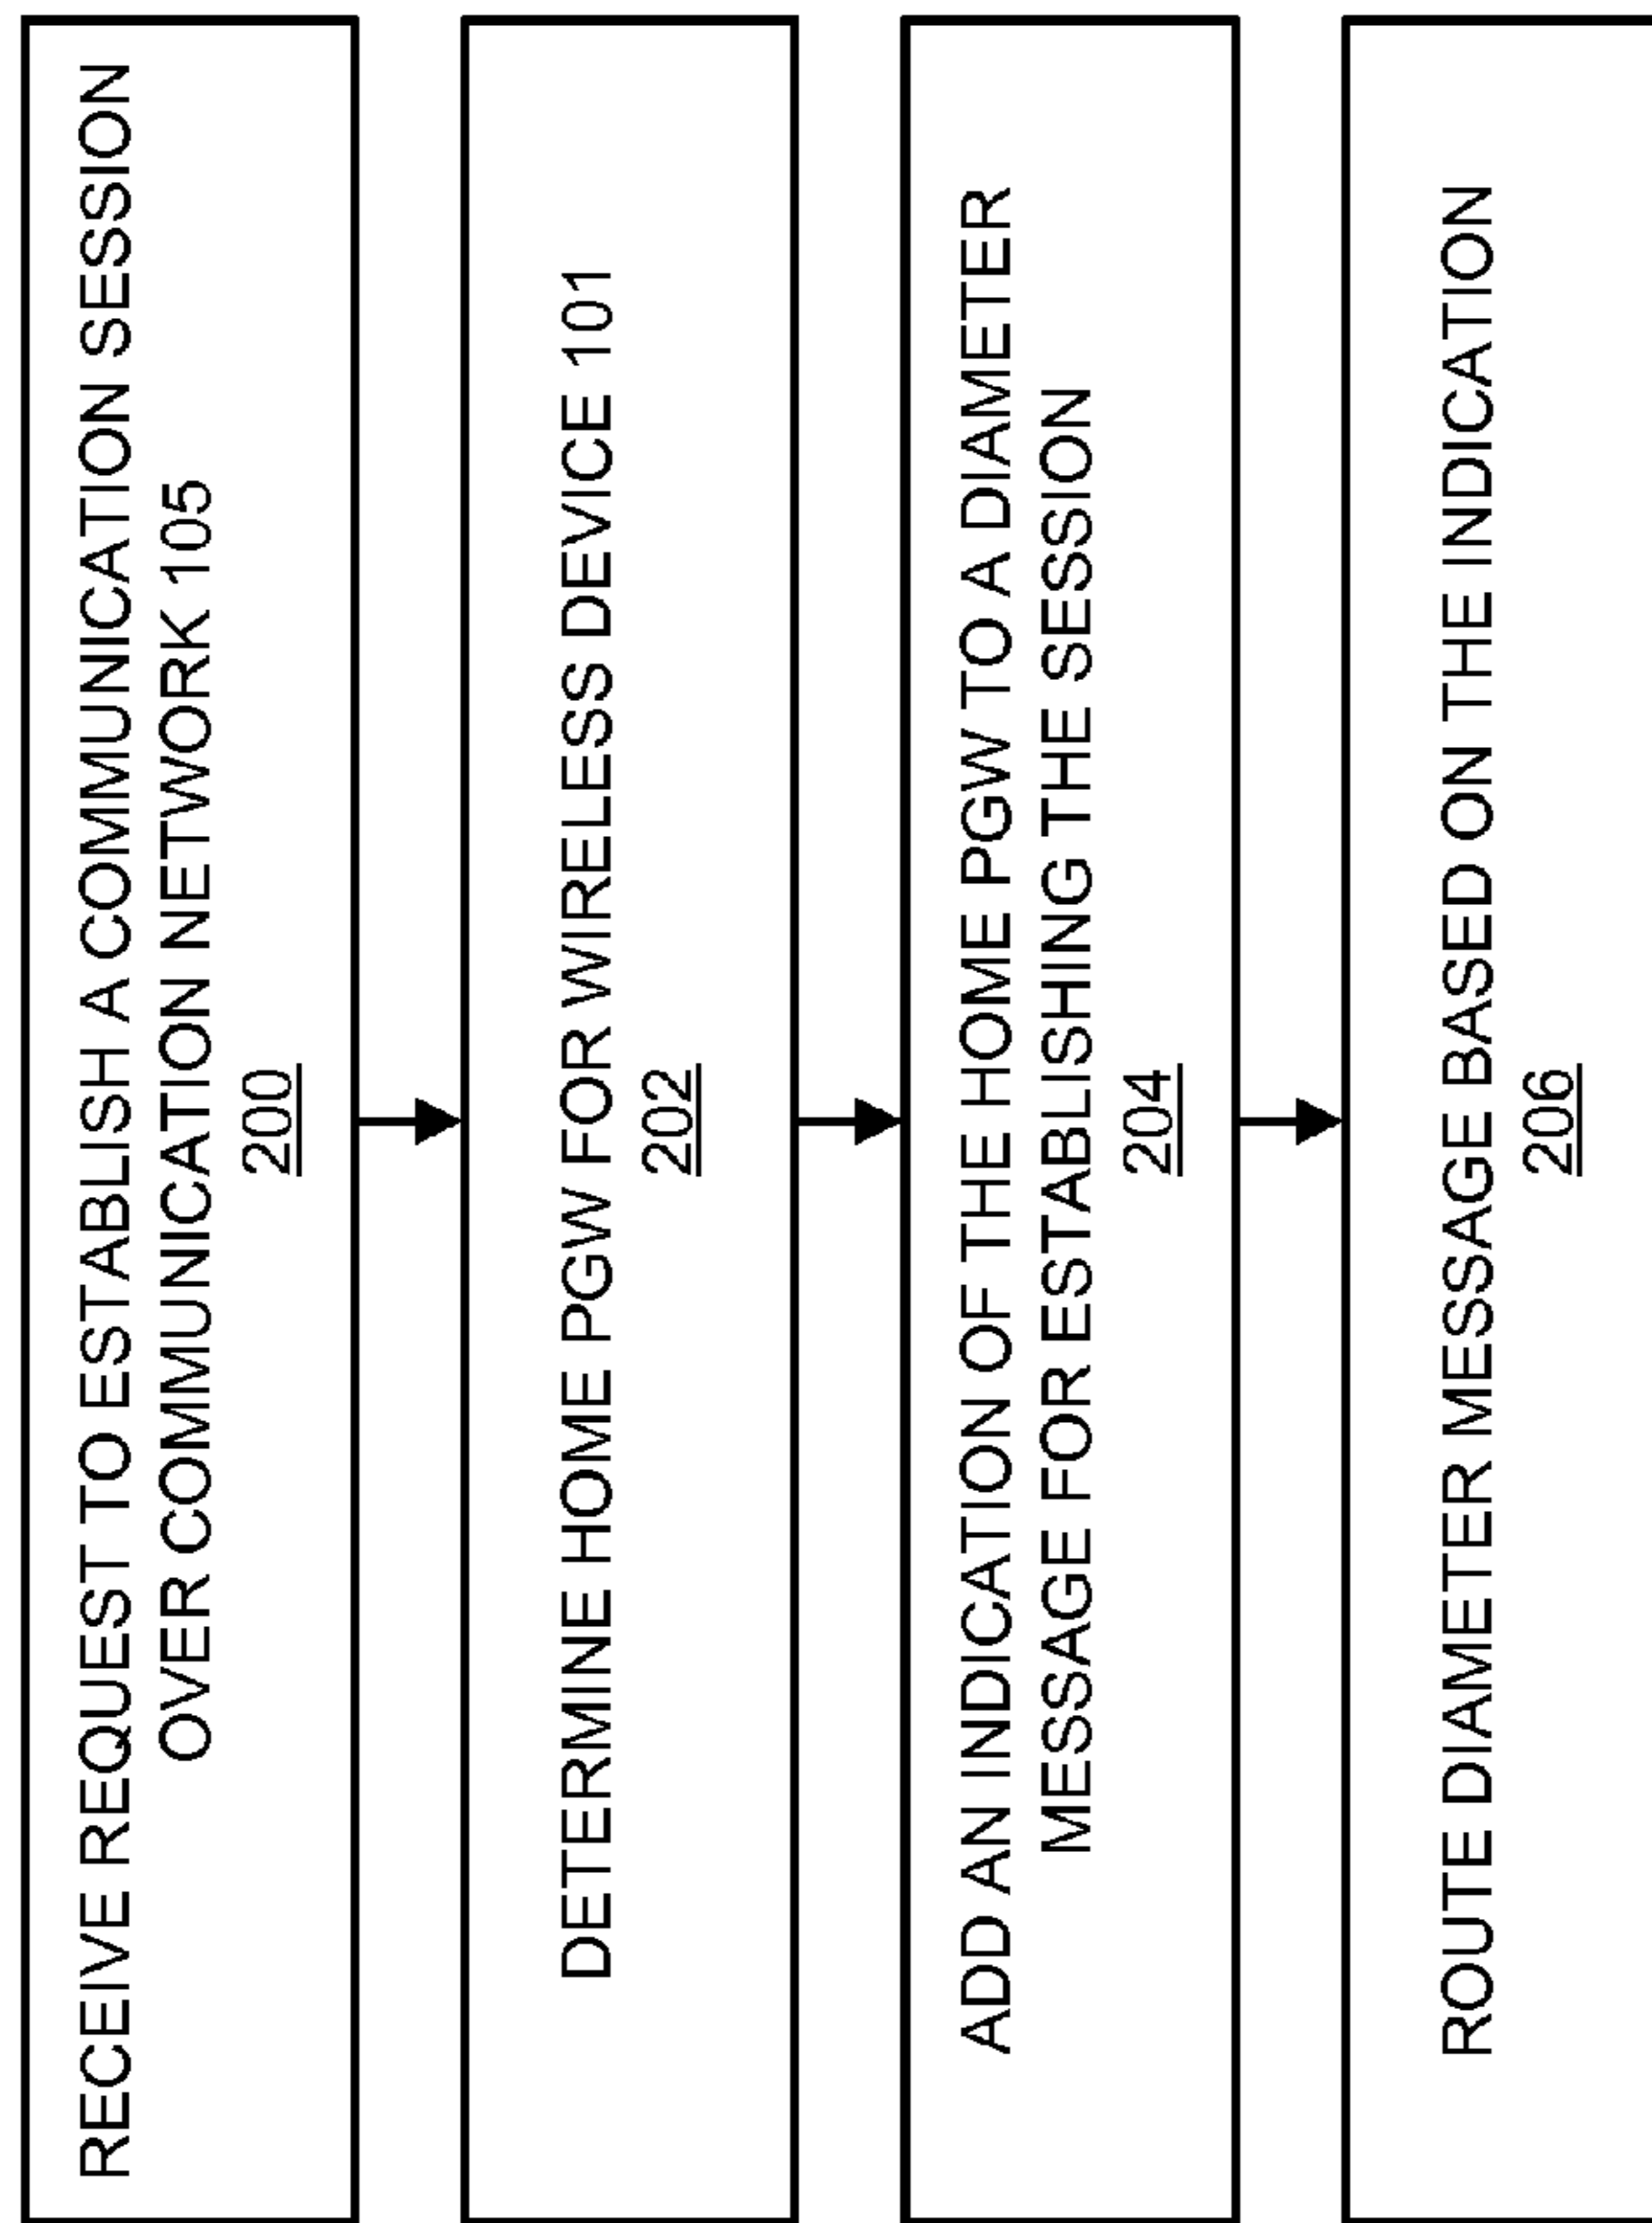 RECEIVE REQUEST TO ESTABLISH A COMMUNICATION SESSION
OVER COMMUNICATION NETWORK 105
200
DETERMINE HOME PGW FOR WIRELESS DEVICE 101
202
ADD AN INDICATION OF THE HOME PGW TO A DIAMETER
MESSAGE FOR ESTABLISHING THE SESSION
204
ROUTE DIAMETER MESSAGE BASED ON THE INDICATION
206